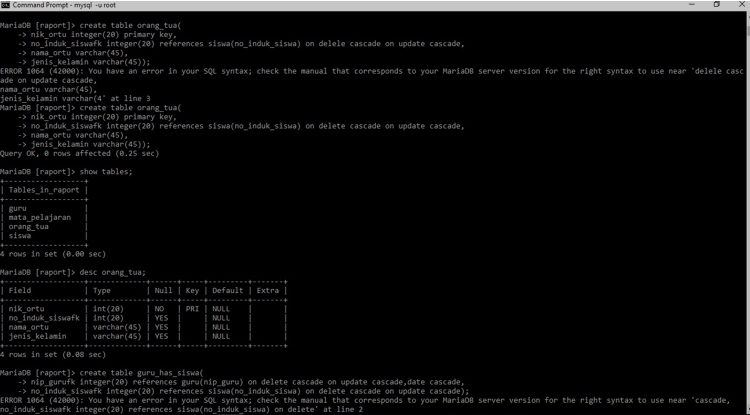 Command Prompt - mysql -u root
MariaDB [raport]> create table orang_tua(
    -> nik_ortu integer(20) primary key,
    -> no_induk_siswafk integer(20) references siswa(no_induk_siswa) on delele cascade on update cascade,
    -> nama_ortu varchar(45),
    -> jenis_kelamin varchar(45));
ERROR 1064 (42000): You have an error in your SQL syntax; check the manual that corresponds to your MariaDB server version for the right syntax to use near 'delele casc
ade on update cascade,
nama_ortu varchar(45),
jenis_kelamin varchar(4' at line 3
MariaDB [raport]> create table orang_tua(
    -> nik_ortu integer(20) primary key,
    -> no_induk_siswafk integer(20) references siswa(no_induk_siswa) on delete cascade on update cascade,
    -> nama_ortu varchar(45),
    -> jenis_kelamin varchar(45));
Query OK, 0 rows affected (0.25 sec)
MariaDB [raport]> show tables;
+------------------+
| Tables_in_raport |
+------------------+
| guru             |
| mata_pelajaran   |
| orang_tua        |
| siswa            |
+------------------+
4 rows in set (0.00 sec)
MariaDB [raport]> desc orang_tua;
+------------------+-------------+------+-----+---------+-------+
| Field            | Type        | Null | Key | Default | Extra |
+------------------+-------------+------+-----+---------+-------+
| nik_ortu         | int(20)     | NO   | PRI | NULL    |       |
| no_induk_siswafk | int(20)     | YES  |     | NULL    |       |
| nama_ortu        | varchar(45) | YES  |     | NULL    |       |
| jenis_kelamin    | varchar(45) | YES  |     | NULL    |       |
+------------------+-------------+------+-----+---------+-------+
4 rows in set (0.08 sec)
MariaDB [raport]> create table guru_has_siswa(
    -> nip_gurufk integer(20) references guru(nip_guru) on delete cascade on update cascade,date cascade,
    -> no_induk_siswafk integer(20) references siswa(no_induk_siswa) on delete cascade on update cascade);
ERROR 1064 (42000): You have an error in your SQL syntax; check the manual that corresponds to your MariaDB server version for the right syntax to use near 'cascade,
no_induk_siswafk integer(20) references siswa(no_induk_siswa) on delete' at line 2